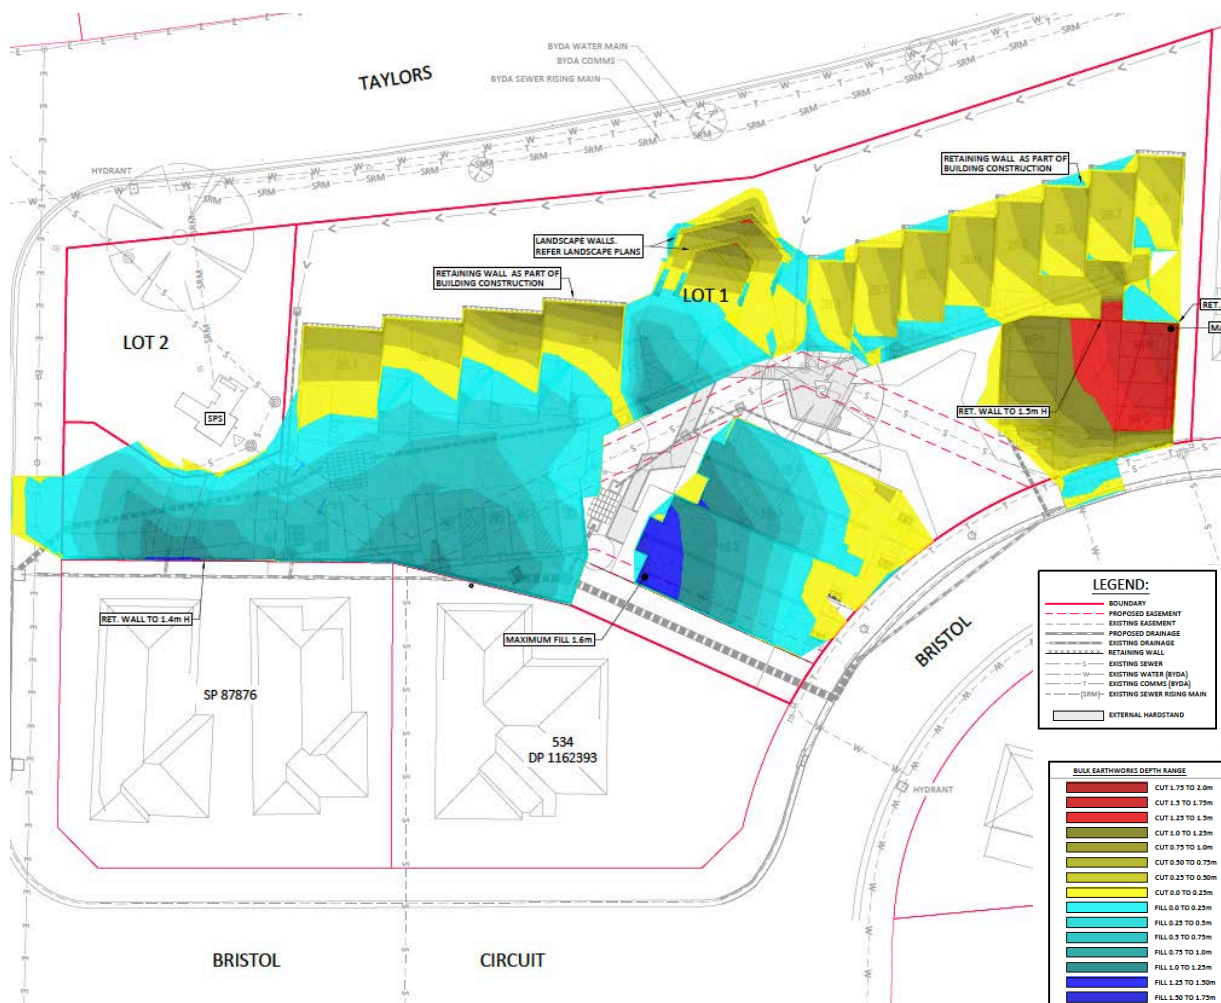 BYDA WATER MAIN
BYDA COMMS
BYDA SEWER RISING MAIN
TAYLORS
HYDRANT
RETAINING WALL AS PART OF
BUILDING CONSTRUCTION
LANDSCAPE WALLS.
REFER LANDSCAPE PLANS
RETAINING WALL AS PART OF
BUILDING CONSTRUCTION
LOT 1
LOT 2
RET.
MA
SPS
RET. WALL TO 1.5m H
RET. WALL TO 1.4m H
MAXIMUM FILL 1.6m
BRISTOL
SP 87876
534
DP 1162393
HYDRANT
BRISTOL
CIRCUIT
LEGEND:
BOUNDARY
PROPOSED EASEMENT
EXISTING EASEMENT
PROPOSED DRAINAGE
EXISTING DRAINAGE
RETAINING WALL
S EXISTING SEWER
W EXISTING WATER (BYDA)
T EXISTING COMMS (BYDA)
(SRM) EXISTING SEWER RISING MAIN
EXTERNAL HARDSTAND
BULK EARTHWORKS DEPTH RANGE
CUT 1.75 TO 2.0m
CUT 1.5 TO 1.75m
CUT 1.25 TO 1.5m
CUT 1.0 TO 1.25m
CUT 0.75 TO 1.0m
CUT 0.50 TO 0.75m
CUT 0.25 TO 0.50m
CUT 0.0 TO 0.25m
FILL 0.0 TO 0.25m
FILL 0.25 TO 0.5m
FILL 0.5 TO 0.75m
FILL 0.75 TO 1.0m
FILL 1.0 TO 1.25m
FILL 1.25 TO 1.50m
FILL 1.50 TO 1.75m